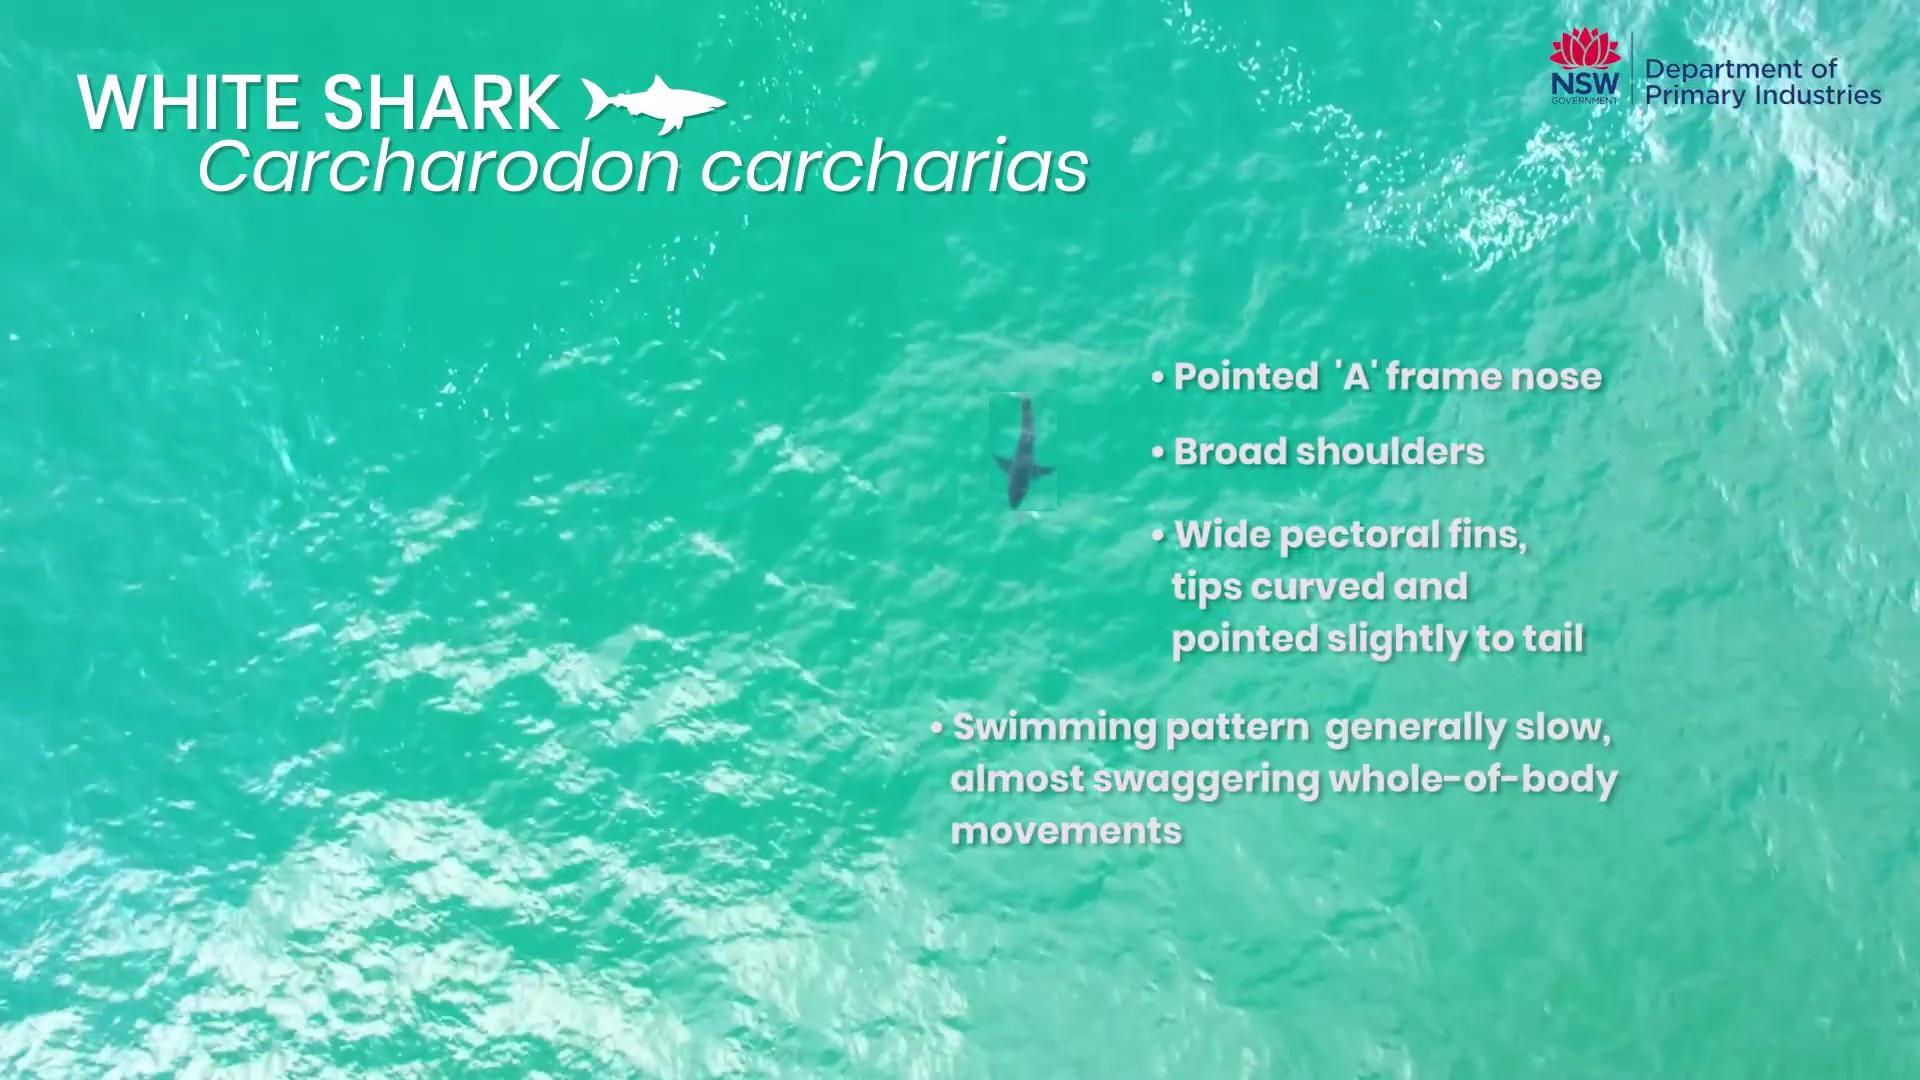 WHITE SHARK
Carcharodon carcharias
NSW
GOVERNMENT
Department of
Primary Industries
• Pointed 'A' frame nose
• Broad shoulders
• Wide pectoral fins,
tips curved and
pointed slightly to tail
• Swimming pattern generally slow,
almost swaggering whole-of-body
movements